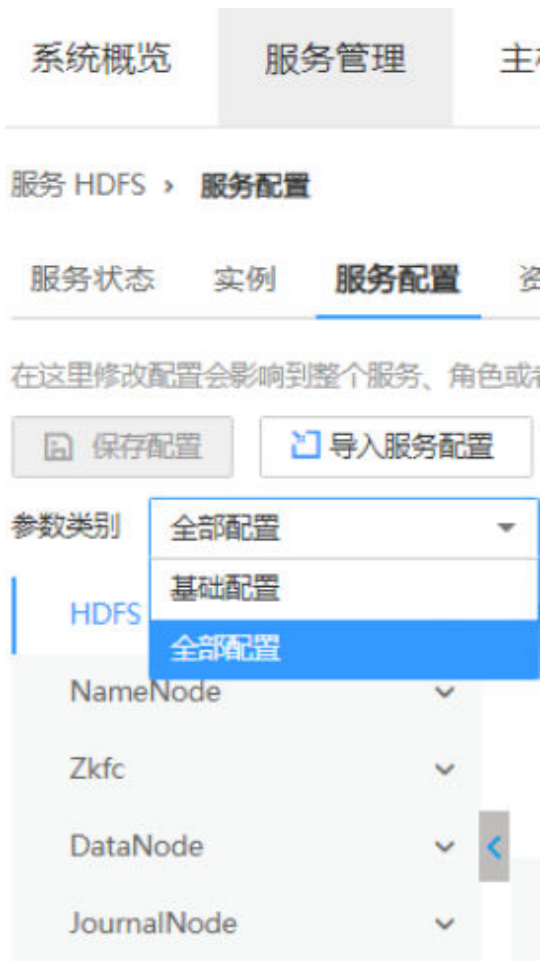 系统概览 服务管理 主
服务 HDFS › 服务配置
服务状态 实例 服务配置 资
在这里修改配置会影响到整个服务、角色或者
保存配置 导入服务配置
参数类别 全部配置
基础配置
HDFS
全部配置
NameNode
Zkfc
DataNode
JournalNode